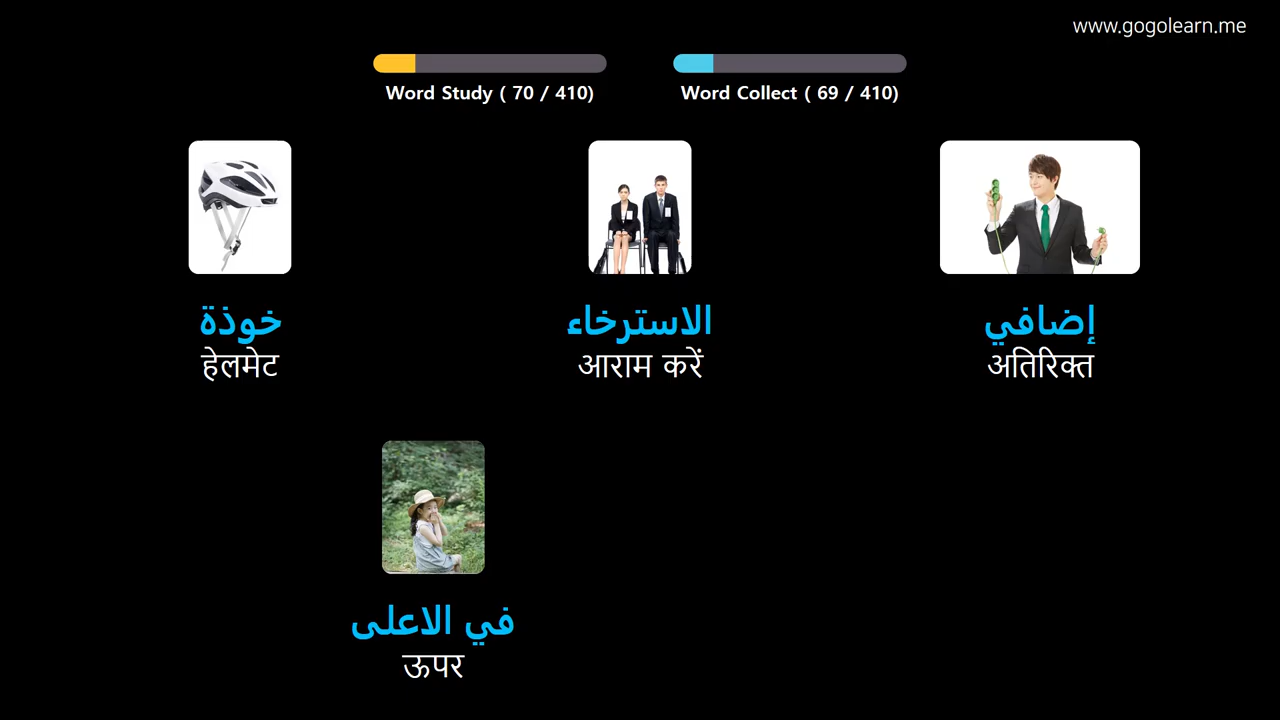 www.gogolearn.me
Word Study ( 70 / 410)
Word Collect ( 69 / 410)
خوذة
हेलमेट
الاسترخاء
आराम करें
إضافي
अतिरिक्त
في الاعلى
ऊपर